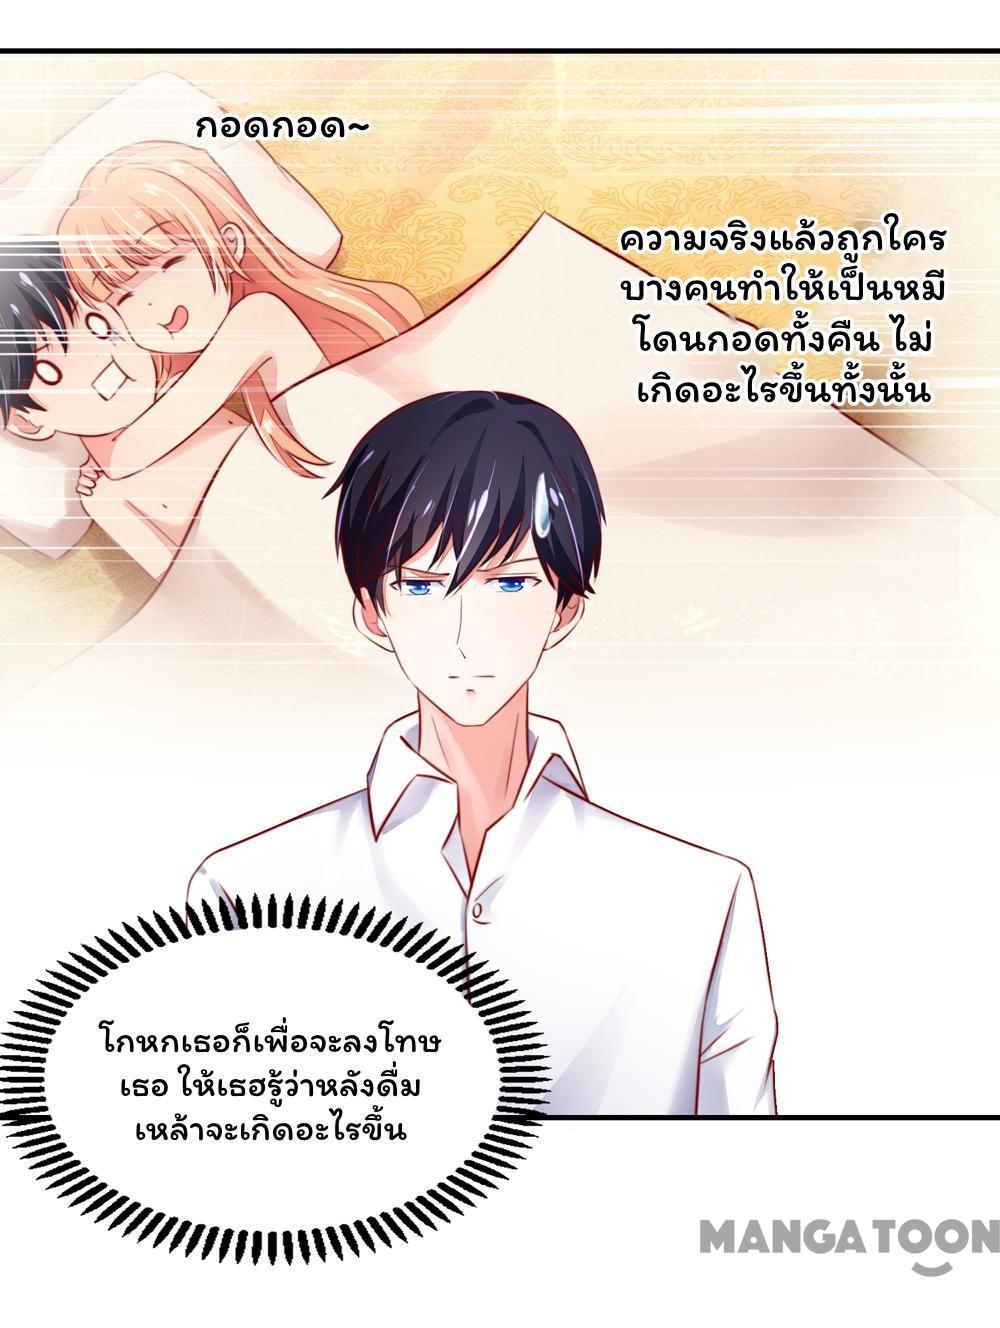 กอดกอด~
ความจริงแล้วถูกใคร
บางคนทำให้เป็นหมี
โดนกอดทั้งคืน ไม่
เกิดอะไรขึ้นทั้งนั้น
โกหกเธอก็เพื่อจะลงโทษ
เธอ ให้เธฮรู้ว่าหลังดื่ม
เหล้าจะเกิดอะไรขึ้น
MANGATOON